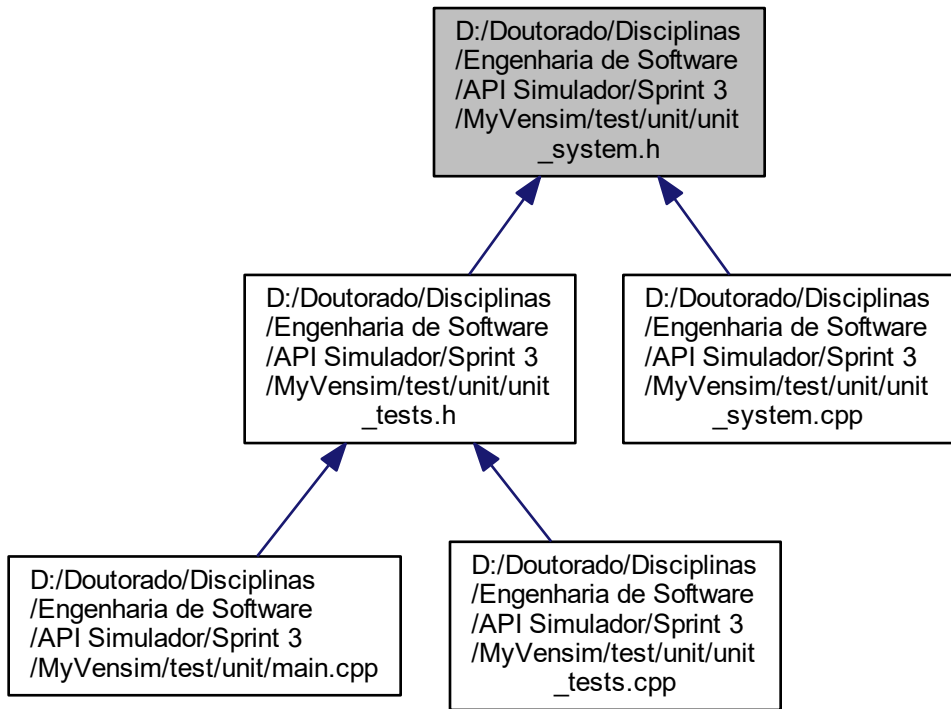 D:/Doutorado/Disciplinas
/Engenharia de Software
/API Simulador/Sprint 3
/MyVensim/test/unit/unit
_system.h
D:/Doutorado/Disciplinas
/Engenharia de Software
/API Simulador/Sprint 3
/MyVensim/test/unit/unit
_tests.h
D:/Doutorado/Disciplinas
/Engenharia de Software
/API Simulador/Sprint 3
/MyVensim/test/unit/unit
_system.cpp
D:/Doutorado/Disciplinas
/Engenharia de Software
/API Simulador/Sprint 3
/MyVensim/test/unit/main.cpp
D:/Doutorado/Disciplinas
/Engenharia de Software
/API Simulador/Sprint 3
/MyVensim/test/unit/unit
_tests.cpp